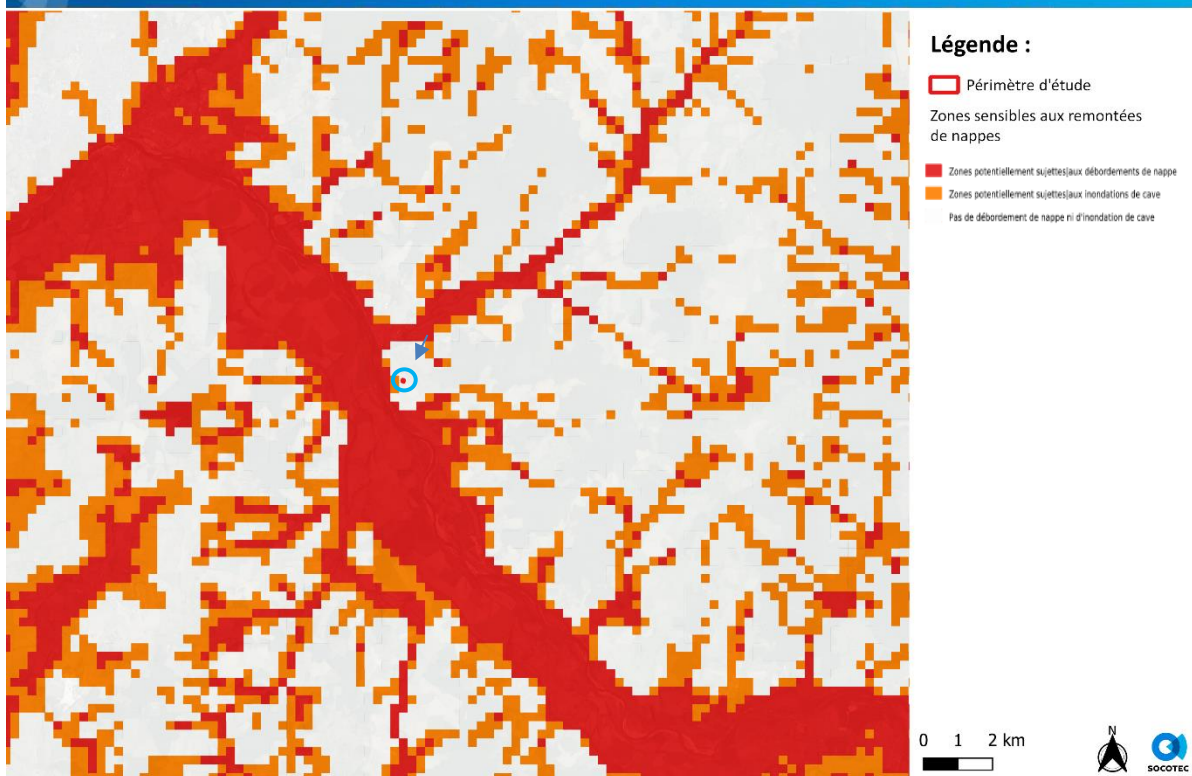 Légende :
Périmètre d'étude
Zones sensibles aux remontées
de nappes
Zones potentiellement sujettes|aux débordements de nappe
Zones potentiellement sujettes|aux inondations de cave
Pas de débordement de nappe ni d'inondation de cave
0 1 2 km
N
SOCOTEC